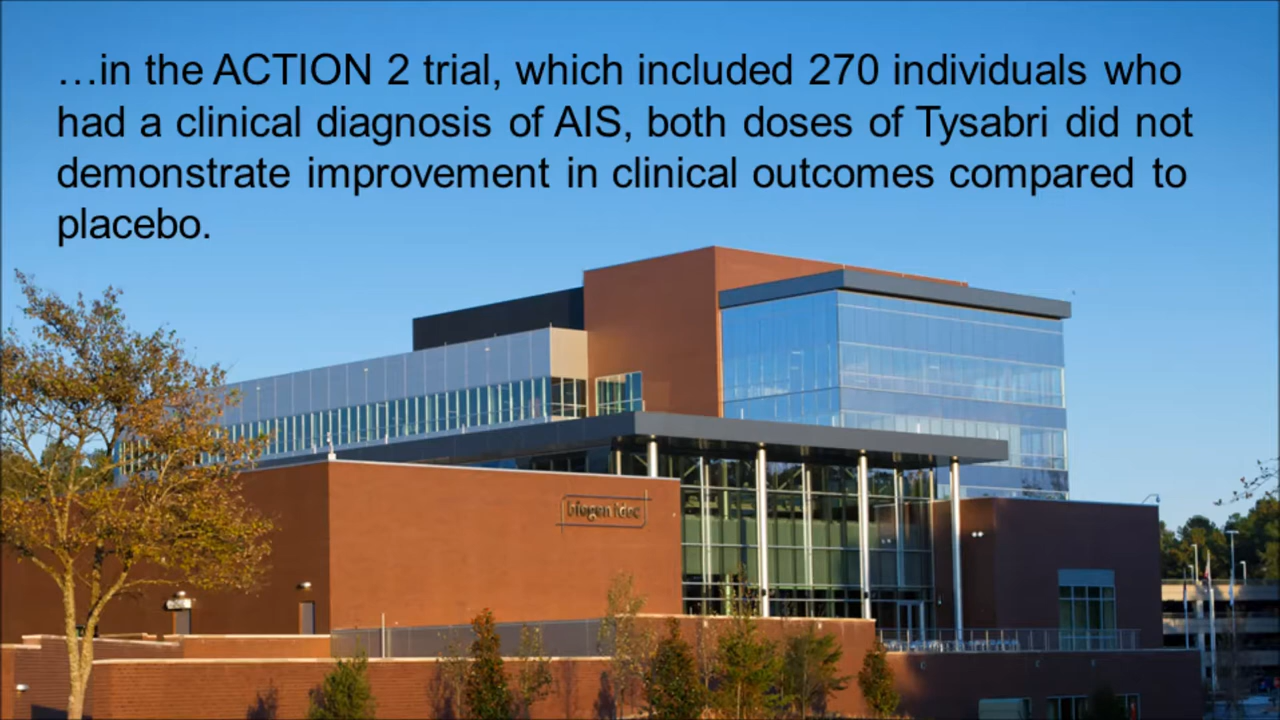 …in the ACTION 2 trial, which included 270 individuals who
had a clinical diagnosis of AIS, both doses of Tysabri did not
demonstrate improvement in clinical outcomes compared to
placebo.
biogen idec